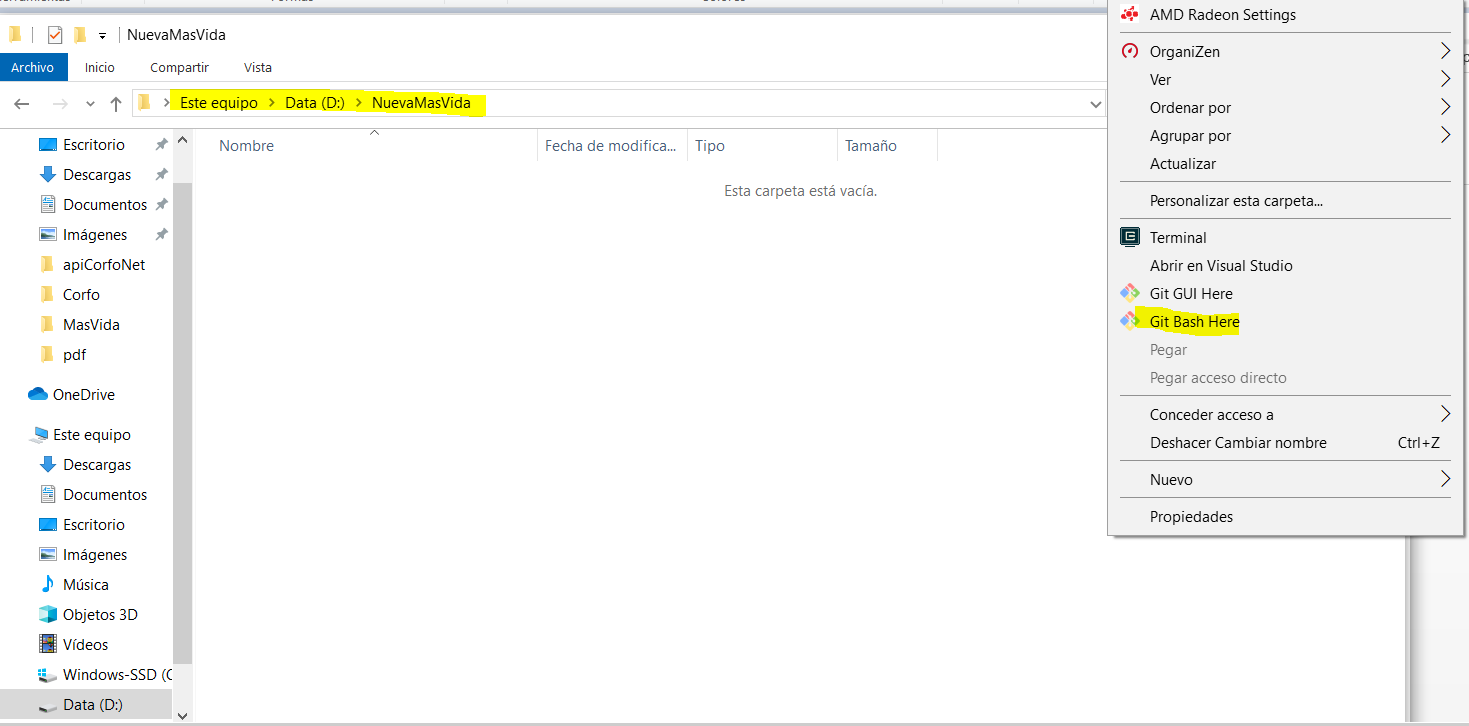 NuevaMasVida
Archivo
Inicio
Compartir
Vista
Este equipo
Data (D:)
NuevaMasVida
Escritorio
Descargas
Documentos
Imágenes
apiCorfoNet
Corfo
MasVida
pdf
OneDrive
Este equipo
Descargas
Documentos
Escritorio
Imágenes
Música
Objetos 3D
Vídeos
Windows-SSD (C
Data (D:)
Nombre
Fecha de modifica...
Tipo
Tamaño
Esta carpeta está vacía.
AMD Radeon Settings
OrganiZen
Ver
Ordenar por
Agrupar por
Actualizar
Personalizar esta carpeta...
Terminal
Abrir en Visual Studio
Git GUI Here
Git Bash Here
Pegar
Pegar acceso directo
Conceder acceso a
Deshacer Cambiar nombre Ctrl+Z
Nuevo
Propiedades